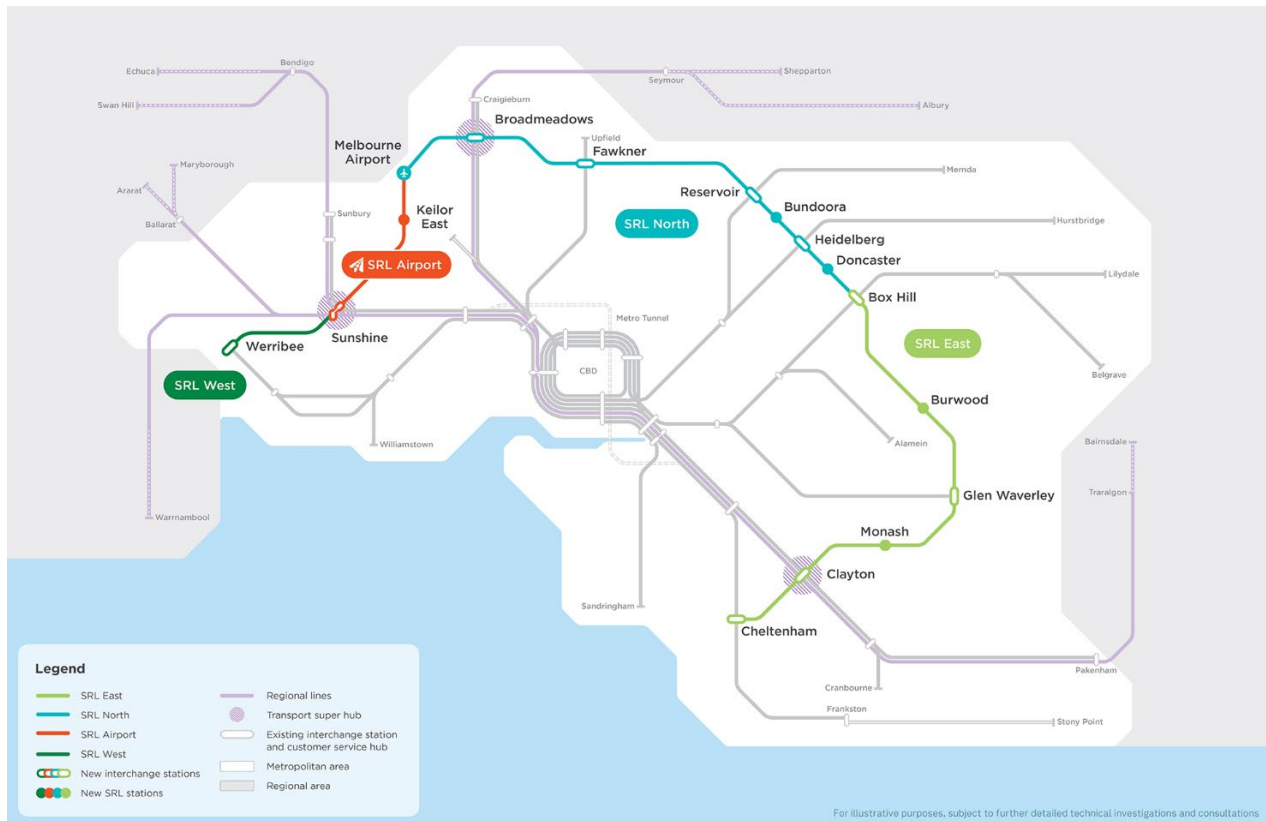 Echuca
Bendigo
Swan Hill
Seymour
Shepparton
Albury
Craigieburn
Broadmeadows
Melbourne
Airport
Upfield
Fawkner
Maryborough
Ararat
Ballarat
Sunbury
Keilor
East
Reservoir
Mernda
Bundoora
SRL North
Hurstbridge
Heidelberg
Doncaster
SRL Airport
Lilydale
Box Hill
Metro Tunnel
Werribee
Sunshine
SRL East
SRL West
CBD
Belgrave
Burwood
Williamstown
Alamein
Bairnsdale
Traralgon
Glen Waverley
Warrnambool
Monash
Clayton
Sandringham
Cheltenham
Pakenham
Cranbourne
Frankston
Stony Point
Legend
SRL East
SRL North
SRL Airport
SRL West
New interchange stations
New SRL stations
Regional lines
Transport super hub
Existing interchange station
and customer service hub
Metropolitan area
Regional area
For illustrative purposes, subject to further detailed technical investigations and consultations